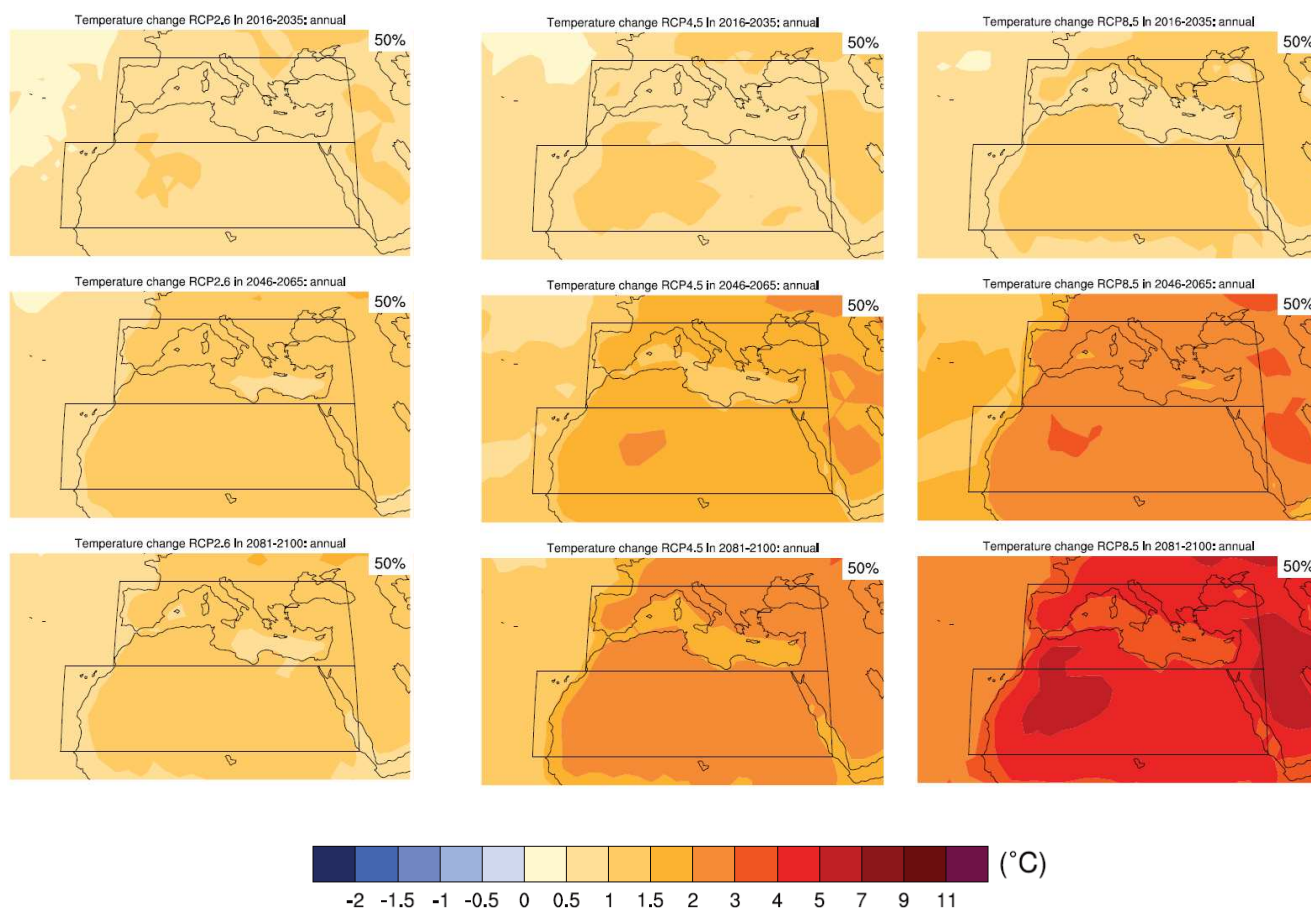 Temperature change RCP2.6 in 2016-2035: annual
50%
Temperature change RCP4.5 in 2016-2035: annual
50%
Temperature change RCP8.5 in 2016-2035: annual
50%
Temperature change RCP2.6 in 2046-2065: annual
50%
Temperature change RCP4.5 in 2046-2065: annual
50%
Temperature change RCP8.5 in 2046-2065: annual
50%
Temperature change RCP2.6 in 2081-2100: annual
50%
Temperature change RCP4.5 in 2081-2100: annual
50%
Temperature change RCP8.5 in 2081-2100: annual
50%
(°C)
-2 -1.5 -1 -0.5 0 0.5 1 1.5 2 3 4 5 7 9 11